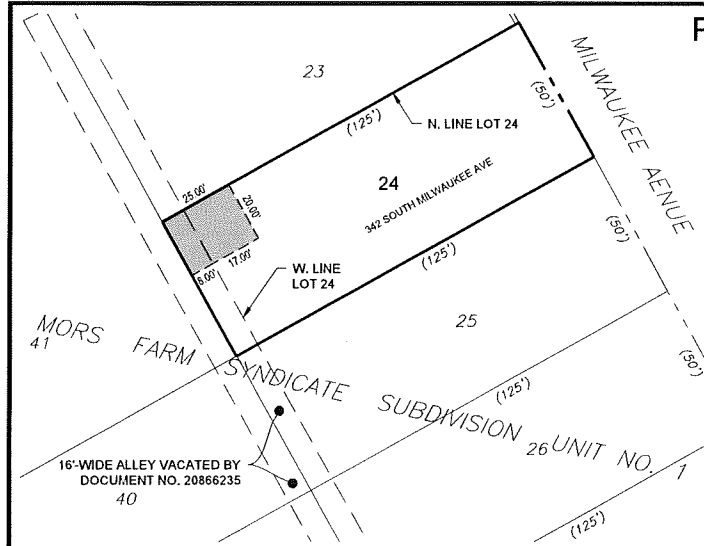 P
23
MILWAUKEE AENUE
(50')
(125')
N. LINE LOT 24
24
342 SOUTH MILWAUKEE AVE
25.00'
20.00'
8.00'
17.00'
W. LINE
LOT 24
(125')
(50')
25
MORS FARM SYNDICATE SUBDIVISION UNIT NO. 1
41
(125')
(50')
26
16'-WIDE ALLEY VACATED BY
DOCUMENT NO. 20866235
40
(125')